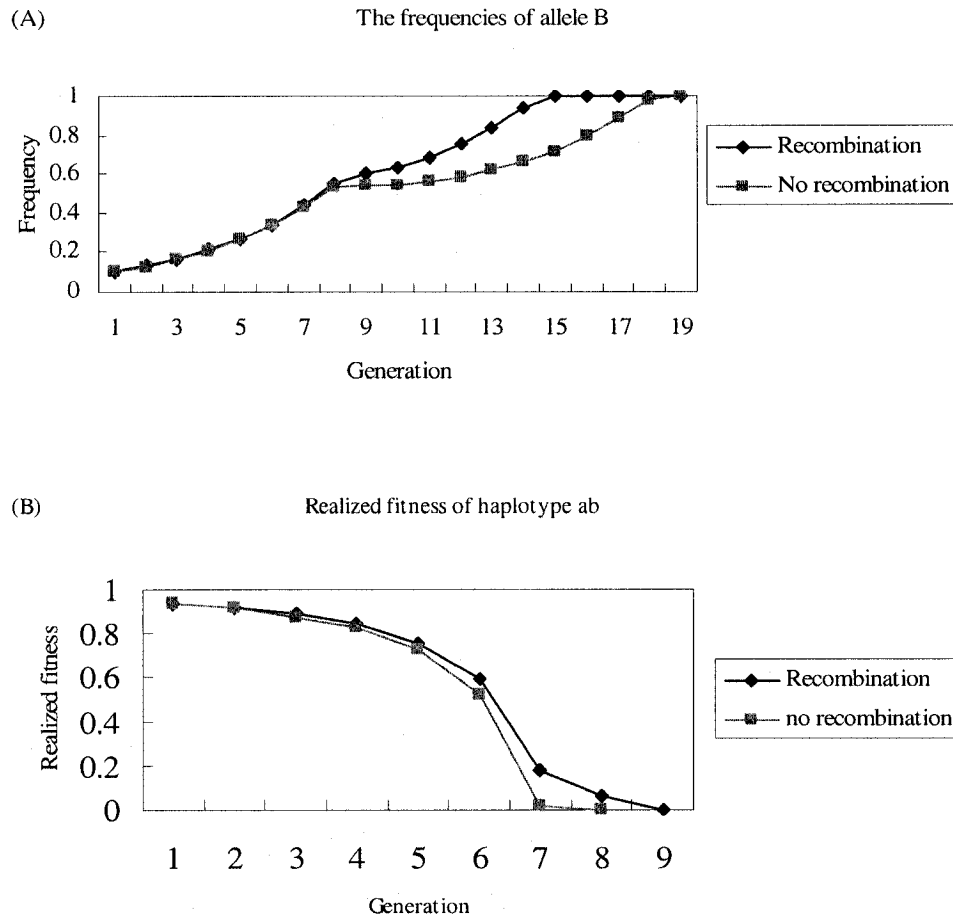 (A)
The frequencies of allele B
Frequency
1
0.8
0.6
0.4
0.2
0
1 3 5 7 9 11 13 15 17 19
Generation
Recombination
No recombination
(B)
Realized fitness of haplotype ab
Realized fitness
1
0.8
0.6
0.4
0.2
0
1 2 3 4 5 6 7 8 9
Generation
Recombination
no recombination